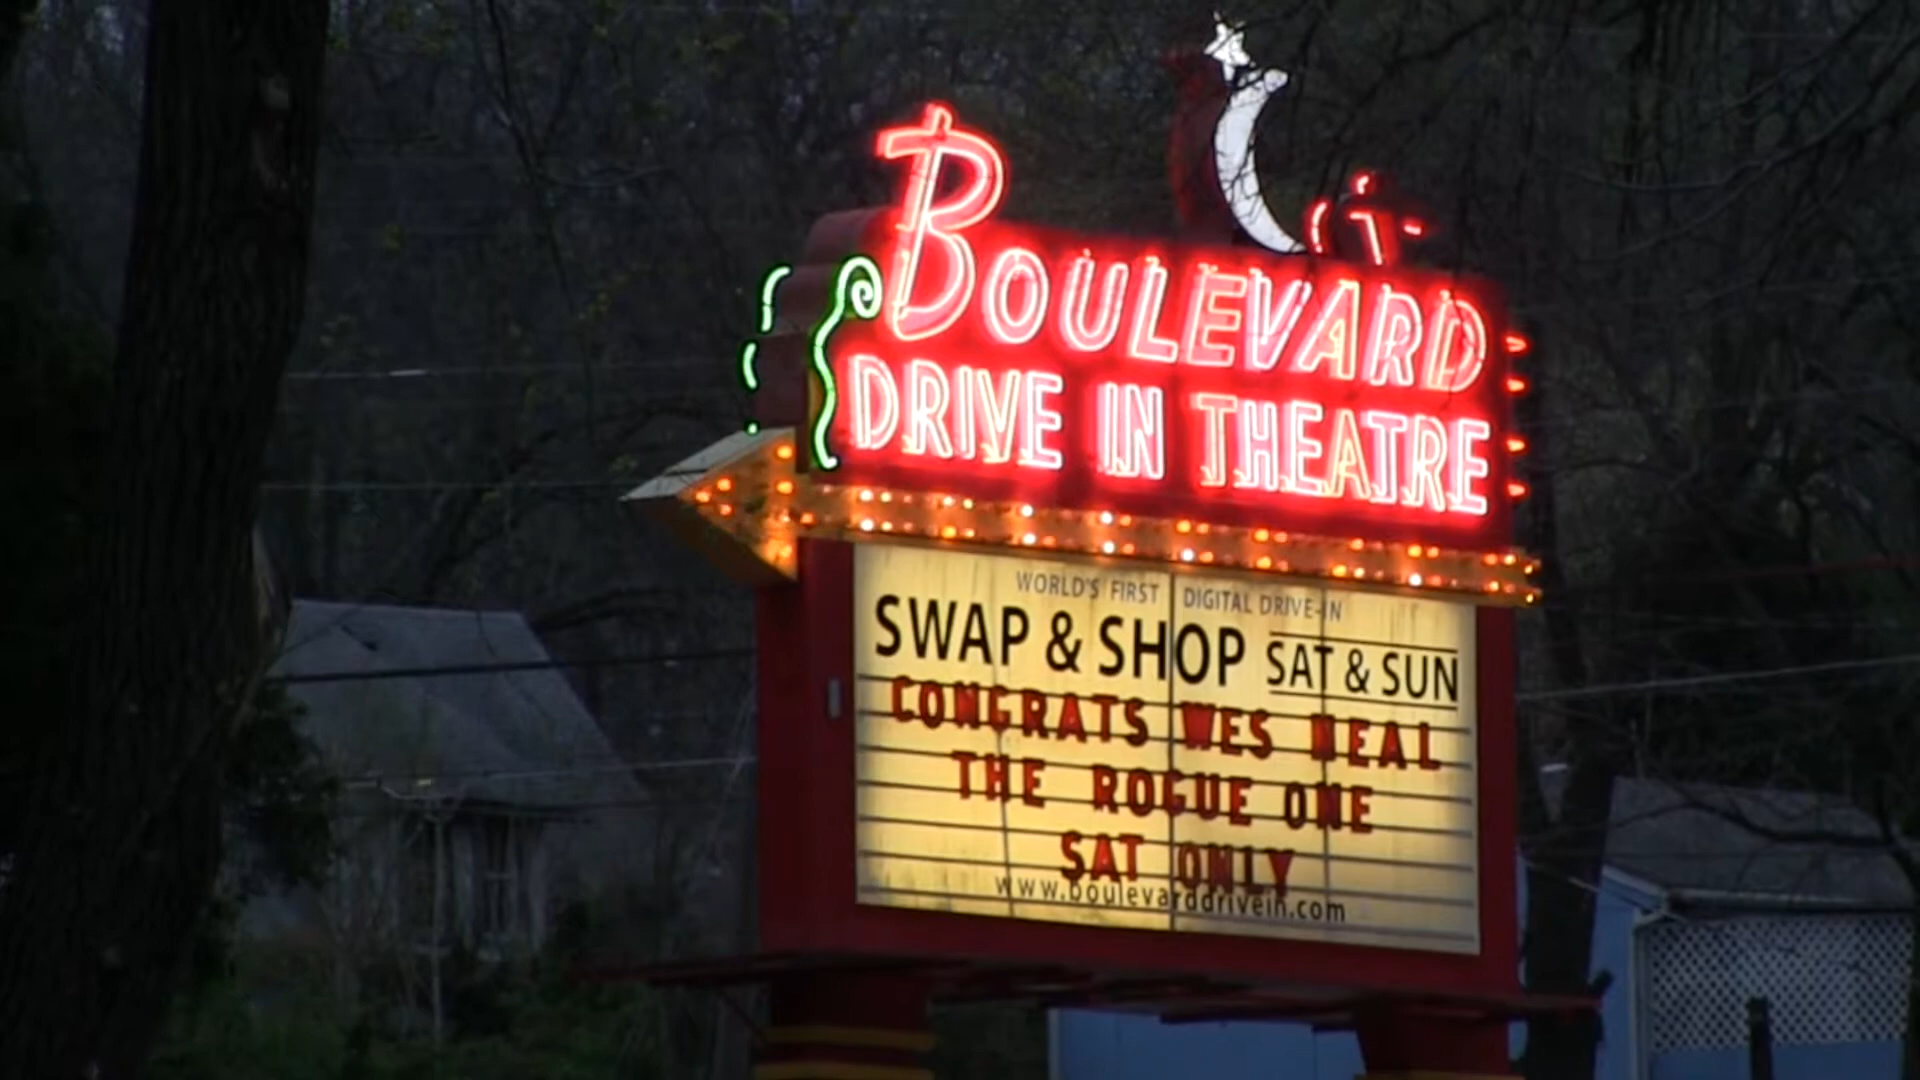 BOULEVARD
DRIVE IN THEATRE
WORLD'S FIRST DIGITAL DRIVE-IN
SWAP & SHOP SAT & SUN
CONGRATS WES NEAL
THE ROGUE ONE
SAT ONLY
www.boulevarddrivein.com